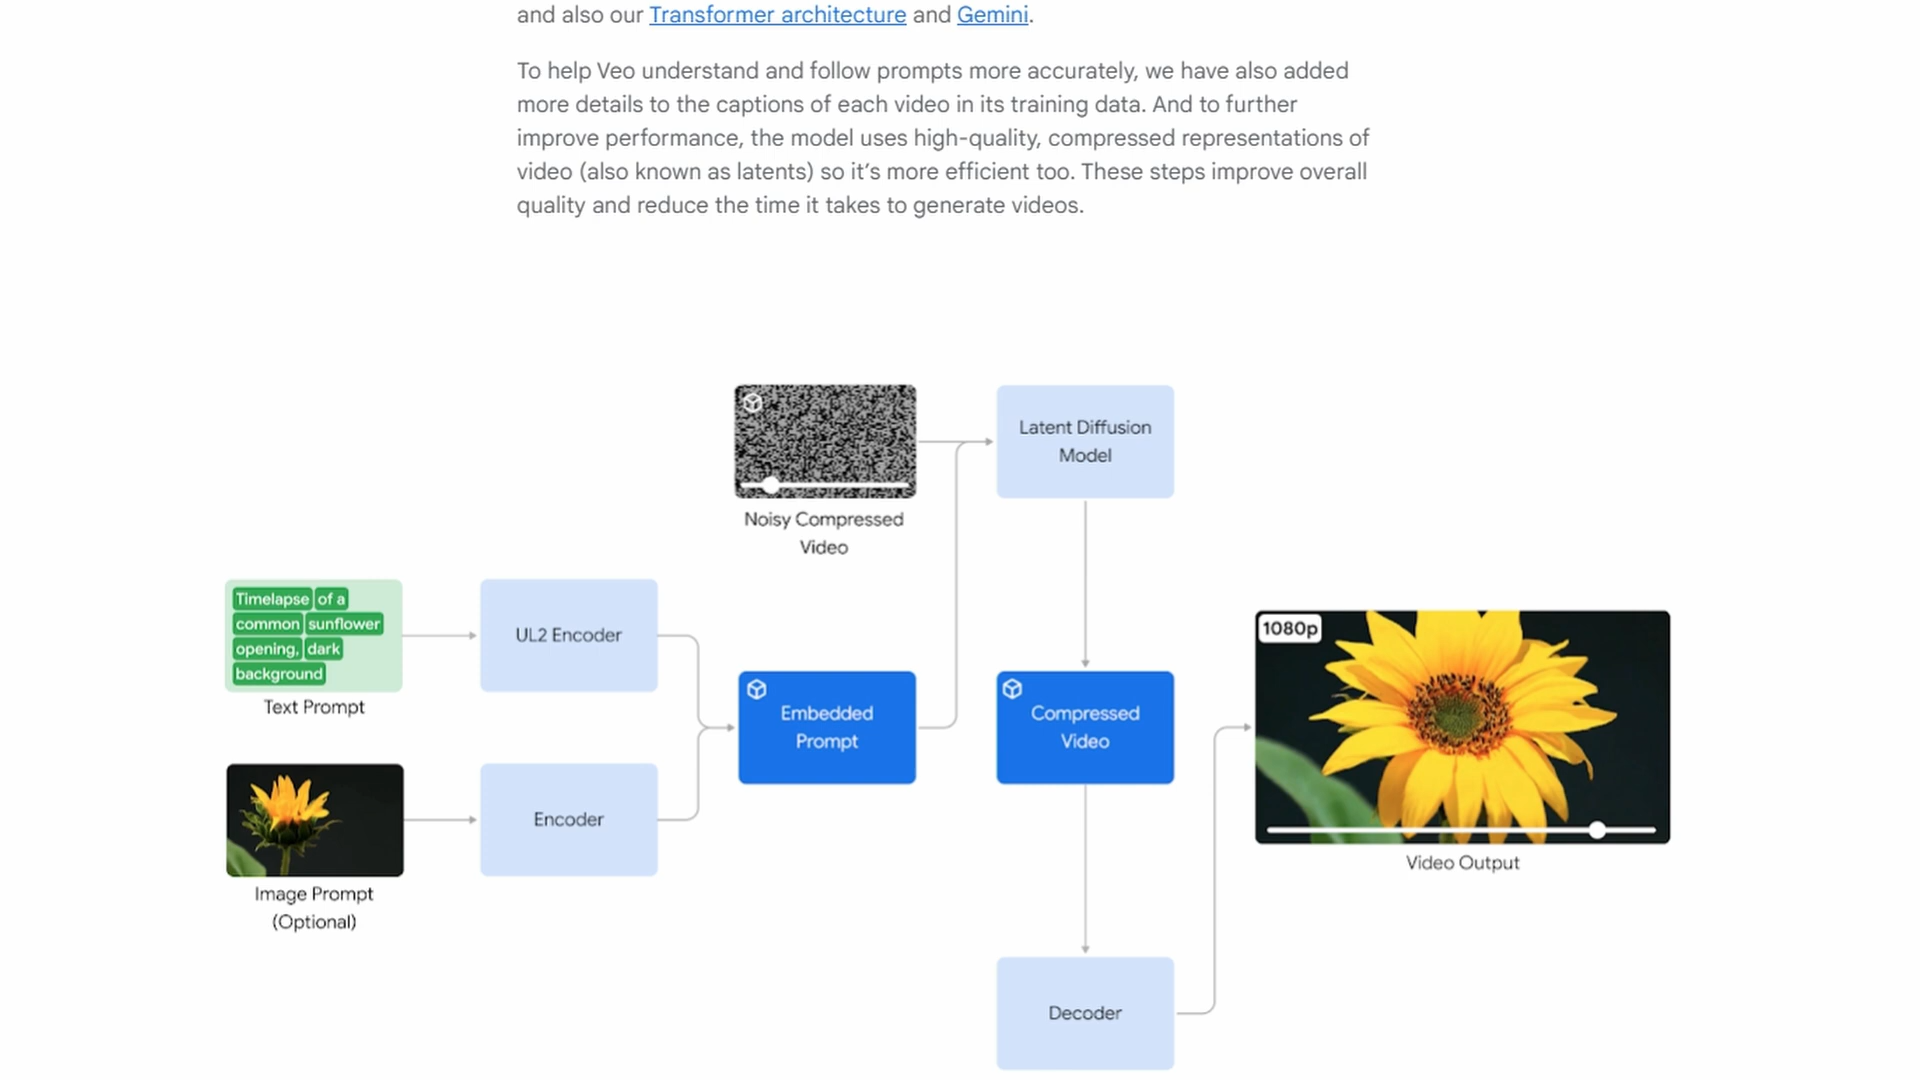 and also our Transformer architecture and Gemini.
To help Veo understand and follow prompts more accurately, we have also added
more details to the captions of each video in its training data. And to further
improve performance, the model uses high-quality, compressed representations of
video (also known as latents) so it’s more efficient too. These steps improve overall
quality and reduce the time it takes to generate videos.
Latent Diffusion
Model
Noisy Compressed
Video
Timelapse of a
common sunflower
opening, dark
background
Text Prompt
UL2 Encoder
Embedded
Prompt
Compressed
Video
1080p
Video Output
Image Prompt
(Optional)
Encoder
Decoder